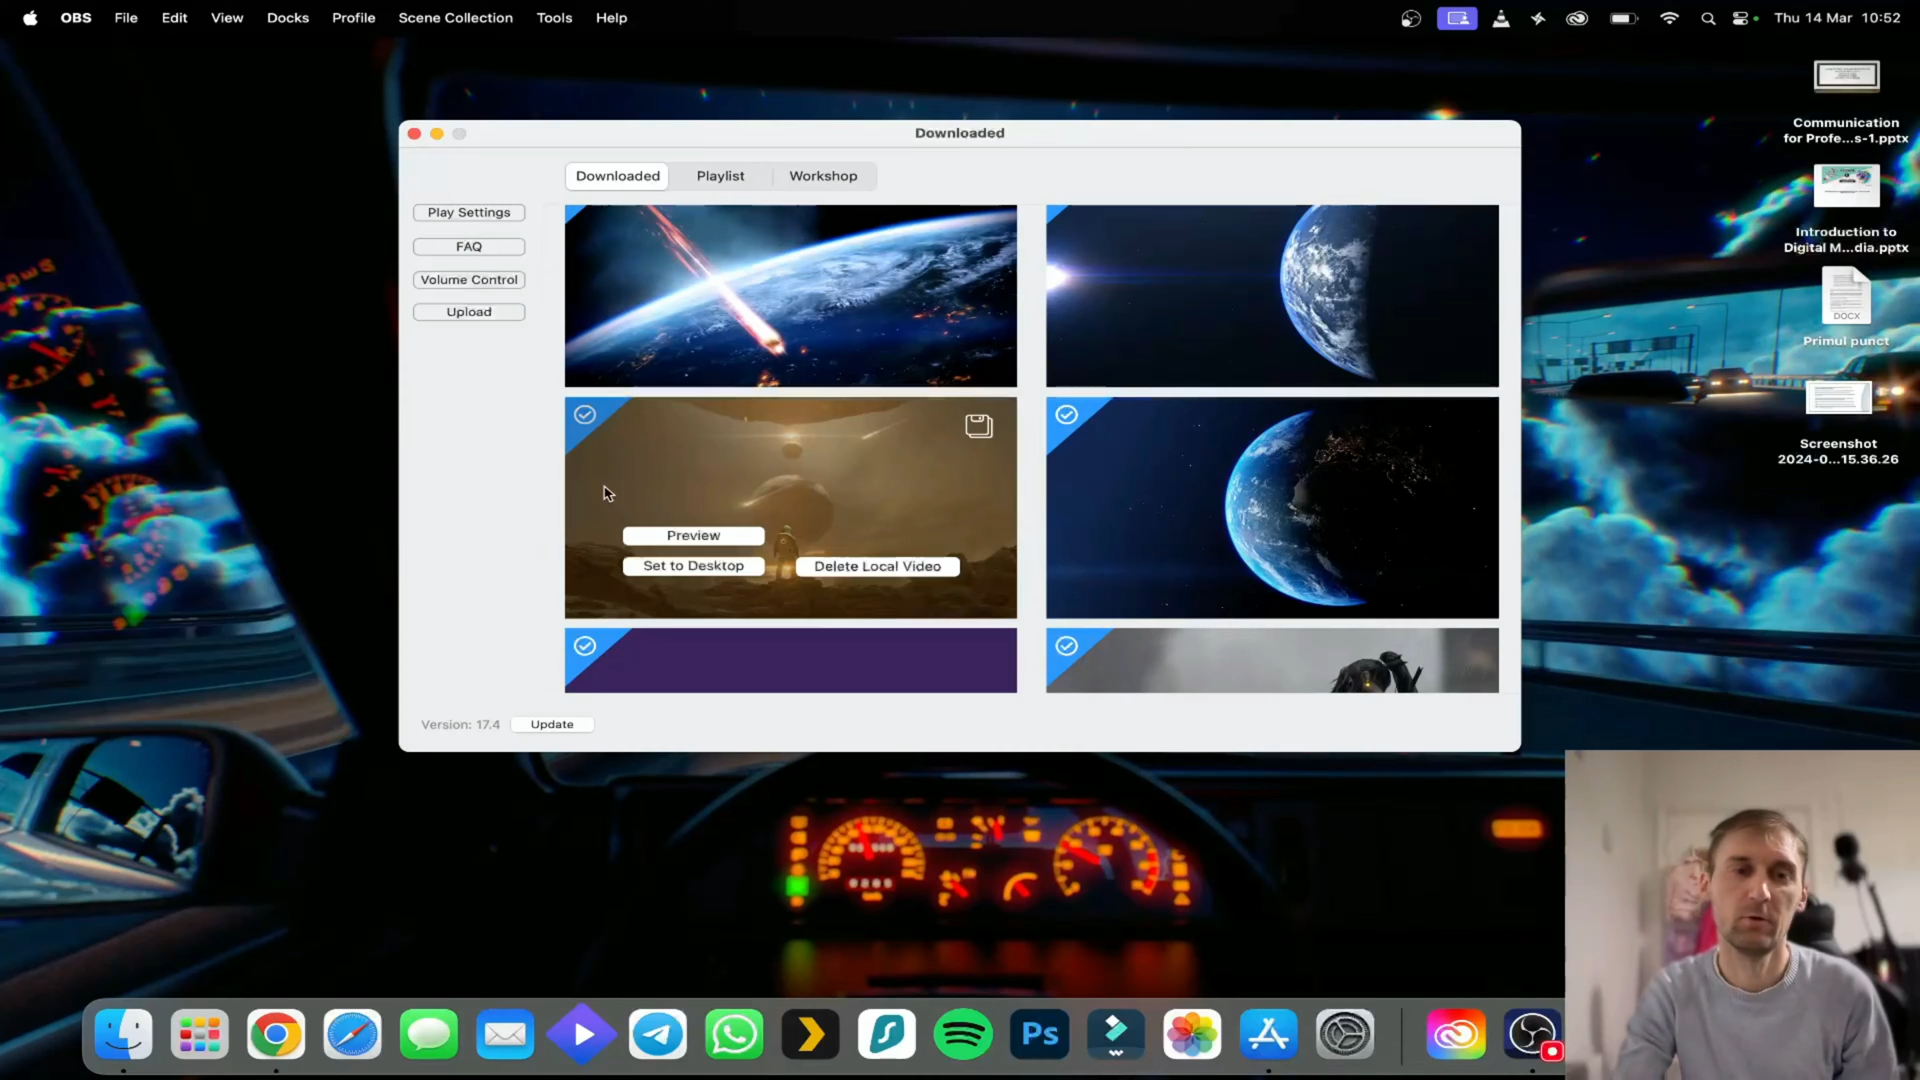 OBS File Edit View Docks Profile Scene Collection Tools Help
Thu 14 Mar 10:52
Downloaded
Downloaded Playlist Workshop
Play Settings
FAQ
Volume Control
Upload
Preview
Set to Desktop
Delete Local Video
Version: 17.4
Update
Communication
for Profe...s-1.pptx
Introduction to
Digital M...dia.pptx
DOCX
Primul punct
Screenshot
2024-0...15.36.26
Ps